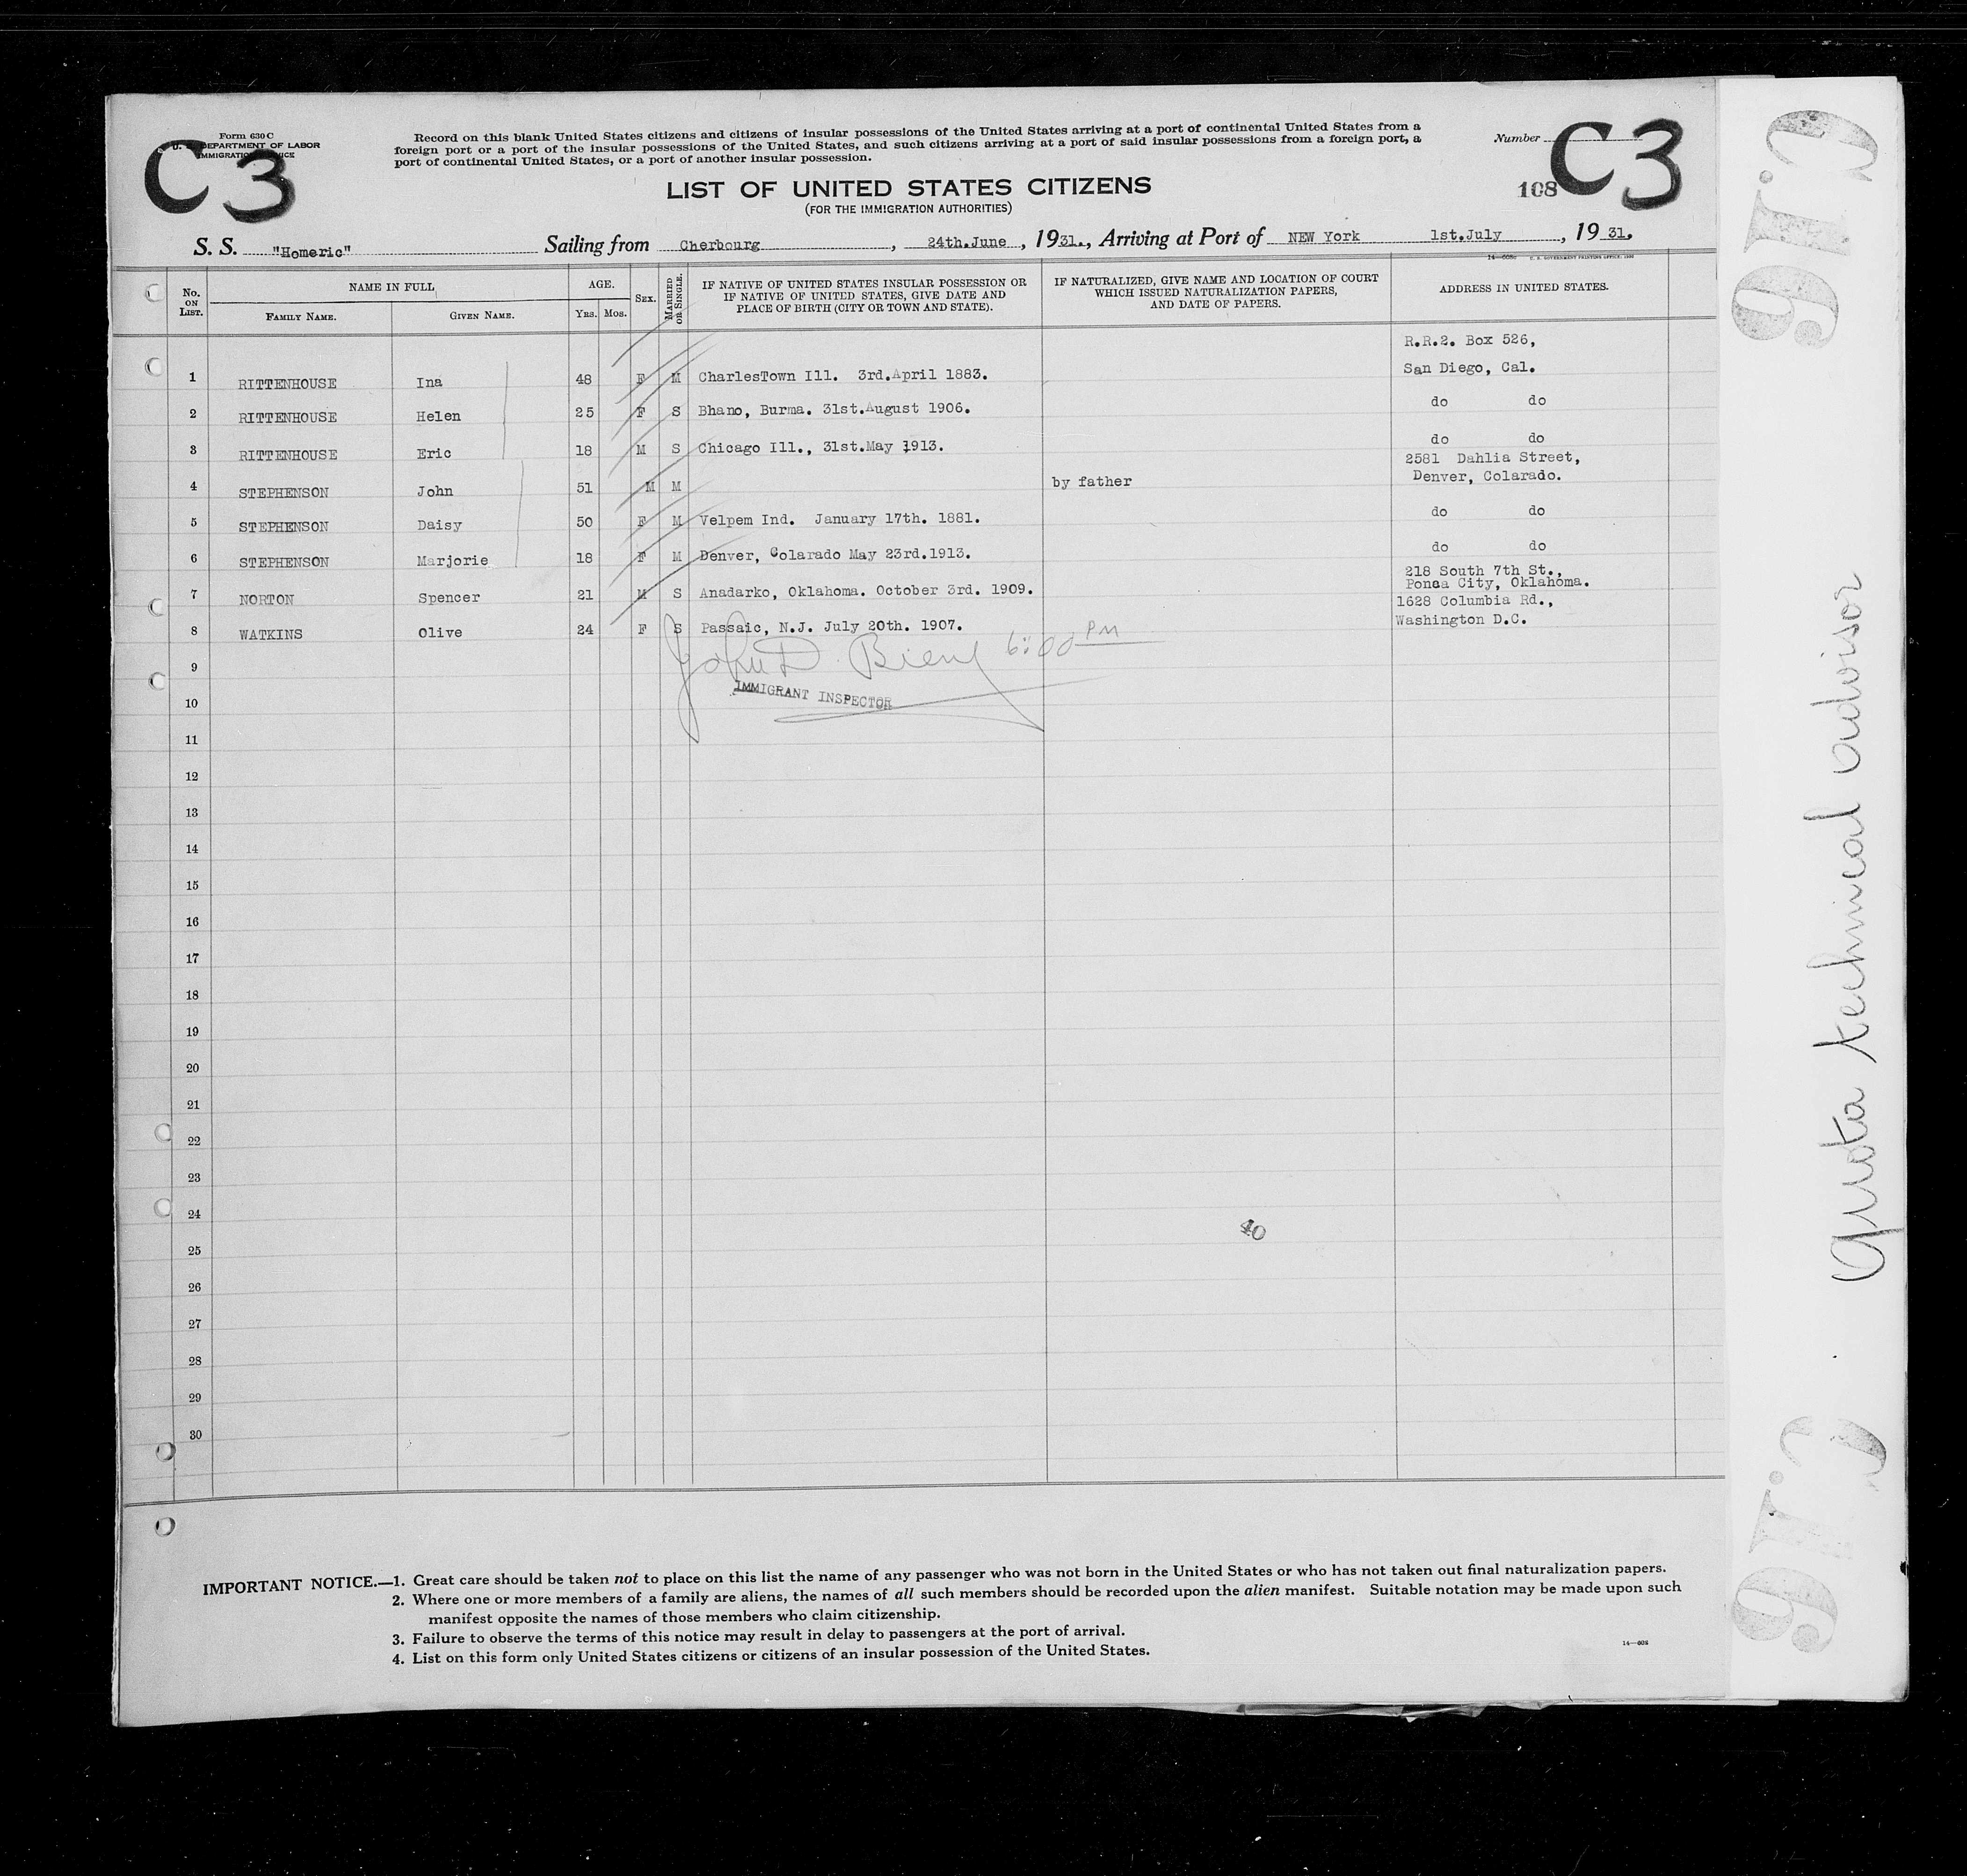 Form 630 C
U. S. DEPARTMENT OF LABOR
IMMIGRATION SERVICE
C 3
Record on this blank United States citizens and citizens of insular possessions of the United States arriving at a port of continental United States from a
foreign port or a port of the insular possessions of the United States, and such citizens arriving at a port of said insular possessions from a foreign port, a
port of continental United States, or a port of another insular possession.
Number
C 3
108
LIST OF UNITED STATES CITIZENS
(FOR THE IMMIGRATION AUTHORITIES)
S. S. "Homeric" Sailing from Cherbourg, 24th.June, 1931., Arriving at Port of NEW York 1st.July, 1931.
No. ON LIST. NAME IN FULL FAMILY NAME. GIVEN NAME. AGE. YRS. MOS. SEX. MARRIED OR SINGLE. IF NATIVE OF UNITED STATES INSULAR POSSESSION OR IF NATIVE OF UNITED STATES, GIVE DATE AND PLACE OF BIRTH (CITY OR TOWN AND STATE). IF NATURALIZED, GIVE NAME AND LOCATION OF COURT WHICH ISSUED NATURALIZATION PAPERS, AND DATE OF PAPERS. ADDRESS IN UNITED STATES.
R.R.2. Box 526,
1 RITTENHOUSE Ina 48 F M CharlesTown Ill. 3rd.April 1883. San Diego, Cal.
2 RITTENHOUSE Helen 25 F S Bhano, Burma. 31st.August 1906. do do
3 RITTENHOUSE Eric 18 M S Chicago Ill., 31st.May 1913. do do
2581 Dahlia Street,
4 STEPHENSON John 51 M M by father Denver, Colarado.
5 STEPHENSON Daisy 50 F M Velpem Ind. January 17th. 1881. do do
6 STEPHENSON Marjorie 18 F M Denver, Colarado May 23rd.1913. do do
218 South 7th St.,
7 NORTON Spencer 21 M S Anadarko, Oklahoma. October 3rd. 1909. Ponca City, Oklahoma.
1628 Columbia Rd.,
8 WATKINS Olive 24 F S Passaic, N.J. July 20th. 1907. Washington D.C.
John D. 6:00 PM
IMMIGRANT INSPECTOR
9
10
11
12
13
14
15
16
17
18
19
20
21
22
23
24
25
26
27
28
29
30
IMPORTANT NOTICE.—1. Great care should be taken not to place on this list the name of any passenger who was not born in the United States or who has not taken out final naturalization papers.
2. Where one or more members of a family are aliens, the names of all such members should be recorded upon the alien manifest. Suitable notation may be made upon such
manifest opposite the names of those members who claim citizenship.
3. Failure to observe the terms of this notice may result in delay to passengers at the port of arrival.
4. List on this form only United States citizens or citizens of an insular possession of the United States.
C.16
quota technical advisor
C.16